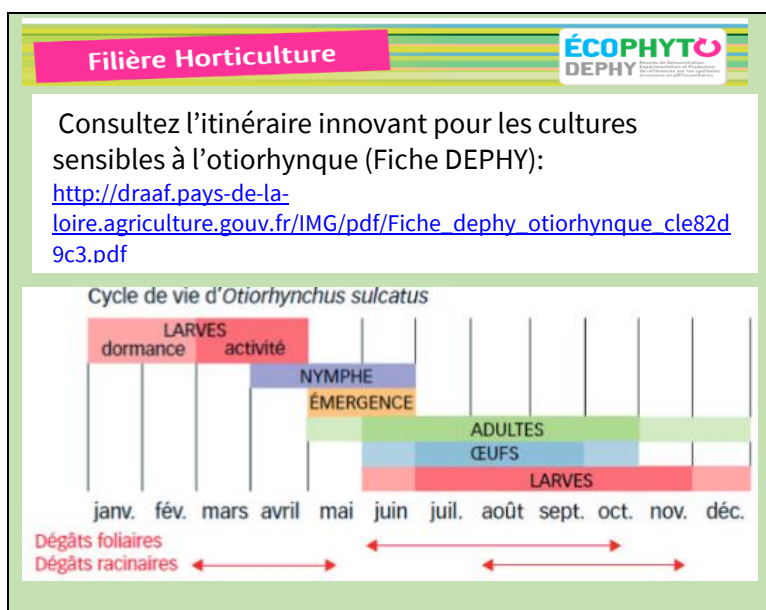 Filière Horticulture
ÉCOPHYTO
DEPHY
Consultez l'itinéraire innovant pour les cultures
sensibles à l'otiorhynque (Fiche DEPHY):
http://draaf.pays-de-la-
loire.agriculture.gouv.fr/IMG/pdf/Fiche_dephy_otiorhynque_cle82d
9c3.pdf
Cycle de vie d'Otiorhynchus sulcatus
LARVES
dormance activité
NYMPHE
ÉMERGENCE
ADULTES
ŒUFS
LARVES
janv. fév. mars avril mai juin juil. août sept. oct. nov. déc.
Dégâts foliaires
Dégâts racinaires